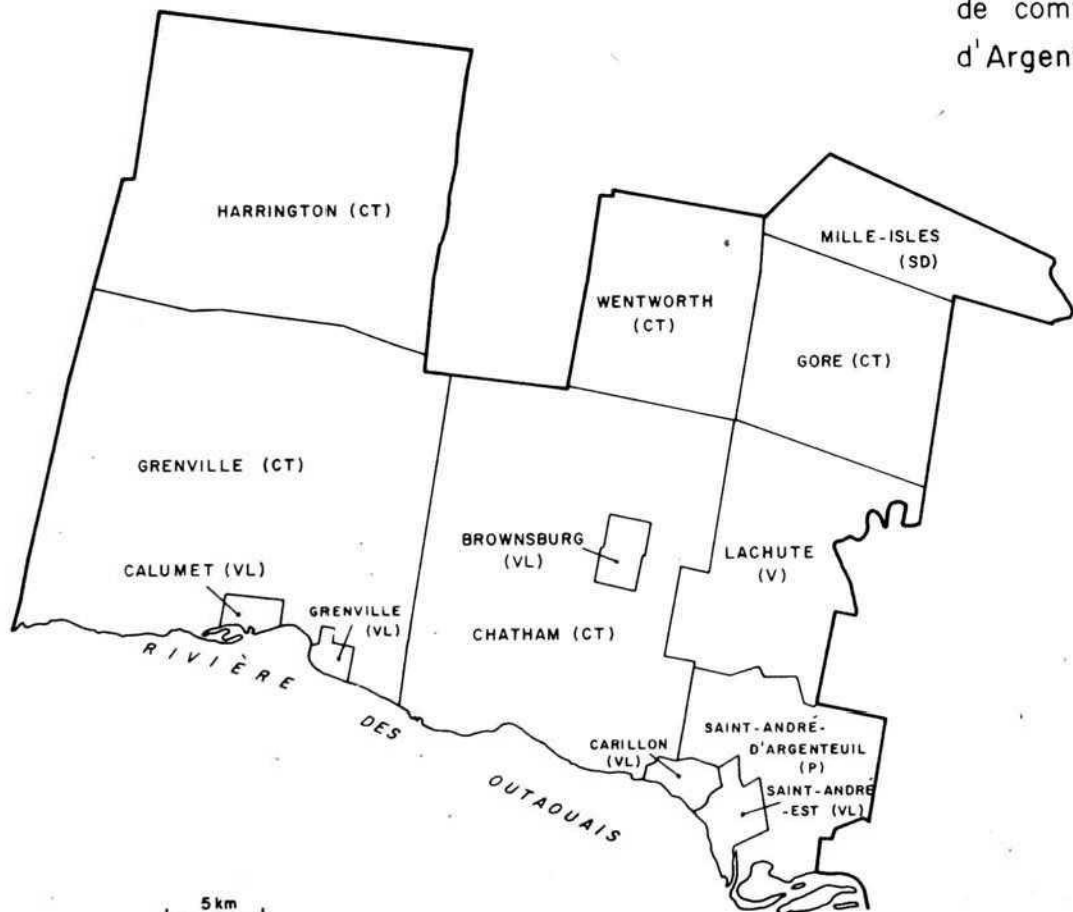 de com
d'Argen
HARRINGTON (CT)
MILLE-ISLES
(SD)
WENTWORTH
(CT)
GORE (CT)
GRENVILLE (CT)
BROWNSBURG
(VL)
LACHUTE
(V)
CALUMET (VL)
GRENVILLE
(VL)
CHATHAM (CT)
RIVIÈRE
DES
OUTAOUAIS
SAINT-ANDRÉ-
D'ARGENTEUIL
(P)
CARILLON
(VL)
SAINT-ANDRÉ
-EST (VL)
5 km